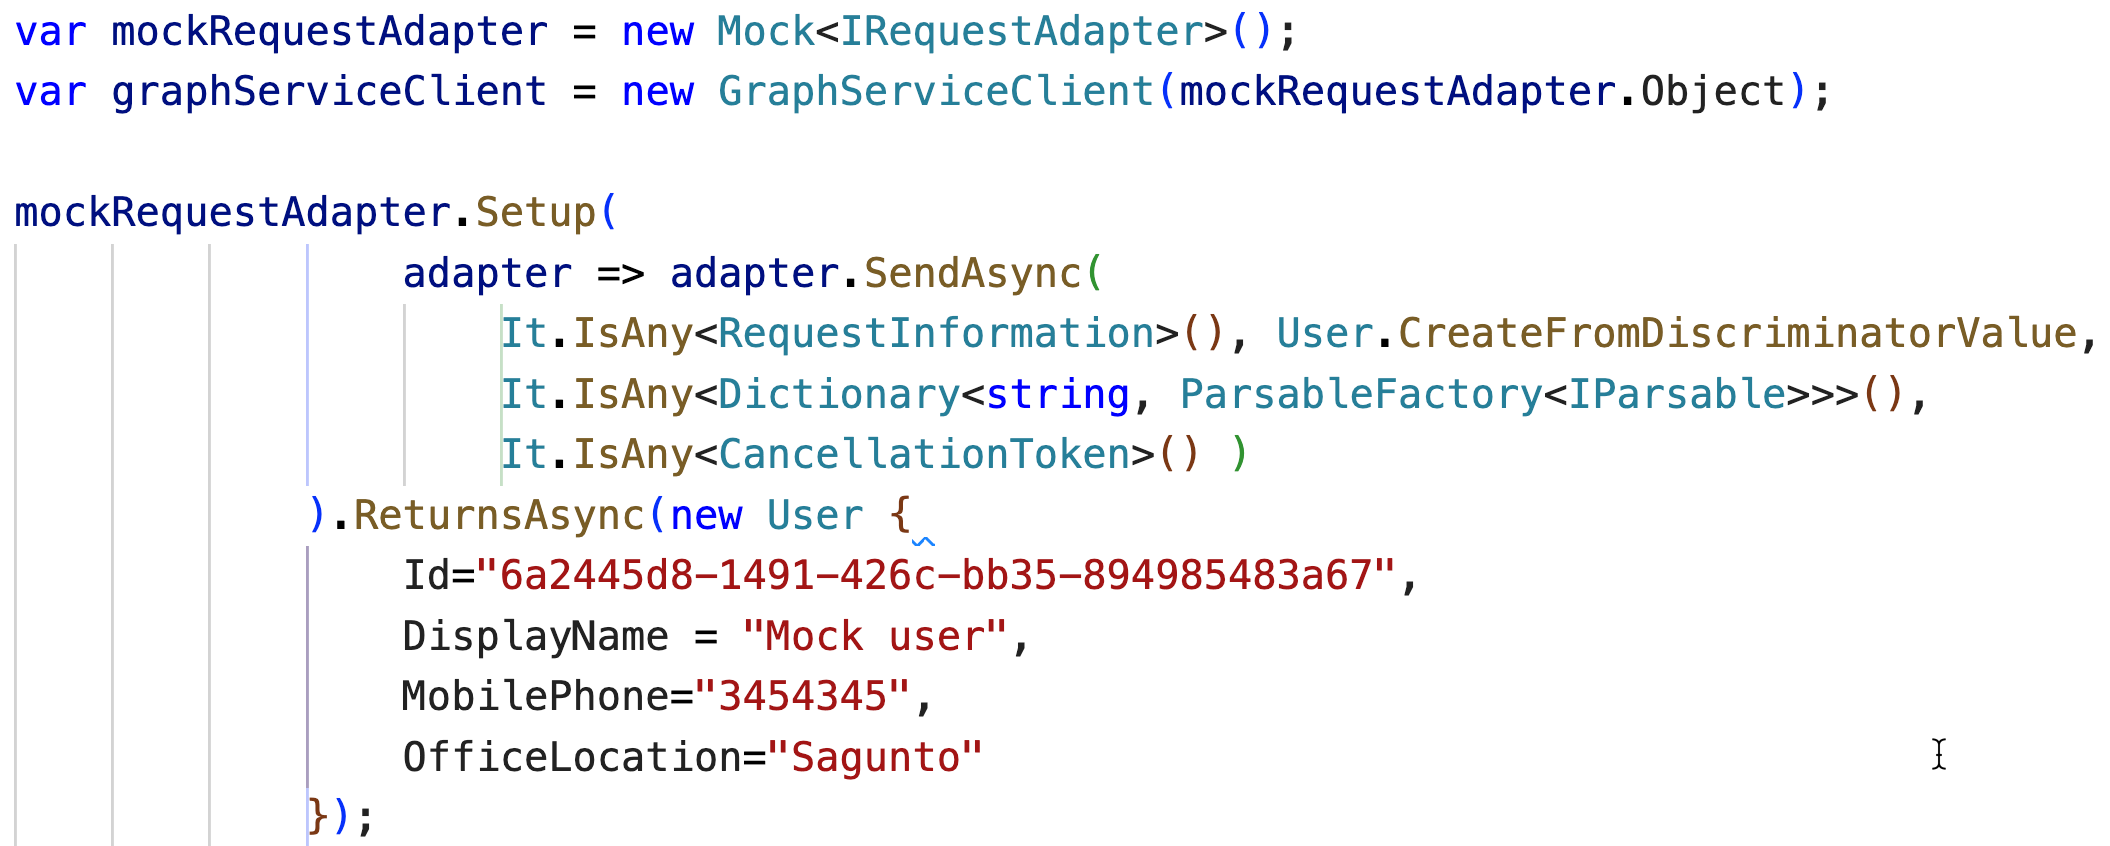 var mockRequestAdapter = new Mock<IRequestAdapter>();
var graphServiceClient = new GraphServiceClient(mockRequestAdapter.Object);
mockRequestAdapter.Setup(
adapter => adapter.SendAsync(
It.IsAny<RequestInformation>(), User.CreateFromDiscriminatorValue,
It.IsAny<Dictionary<string, ParsableFactory<IParsable>>>(),
It.IsAny<CancellationToken>() )
).ReturnsAsync(new User {
Id="6a2445d8-1491-426c-bb35-894985483a67",
DisplayName = "Mock user",
MobilePhone="3454345",
OfficeLocation="Sagunto"
});